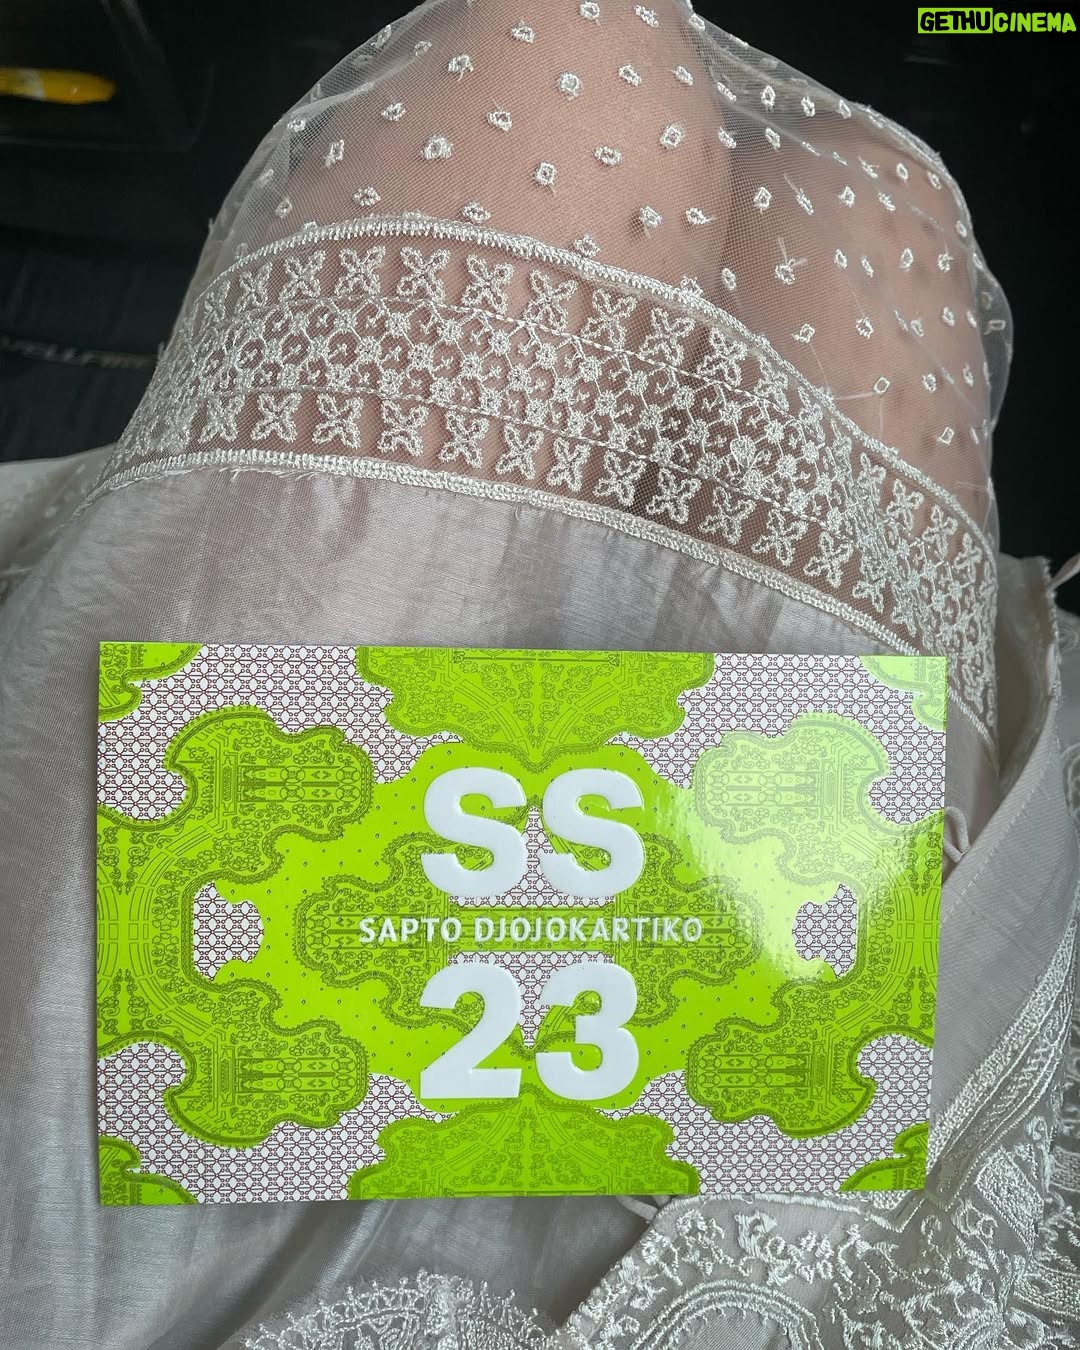 GETHUCINEMA
SS
SAPTO DJOJOKARTIKO
23